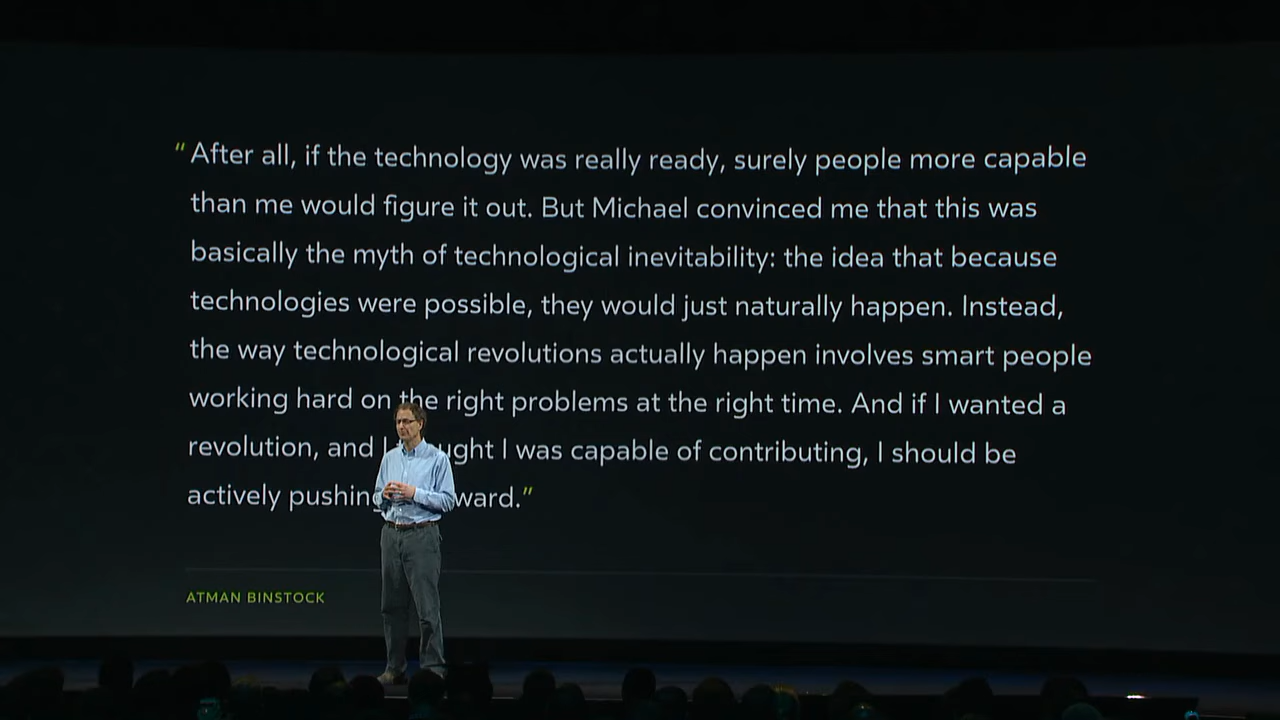 "After all, if the technology was really ready, surely people more capable
than me would figure it out. But Michael convinced me that this was
basically the myth of technological inevitability: the idea that because
technologies were possible, they would just naturally happen. Instead,
the way technological revolutions actually happen involves smart people
working hard on the right problems at the right time. And if I wanted a
revolution, and I ught I was capable of contributing, I should be
actively pushing ward."
ATMAN BINSTOCK